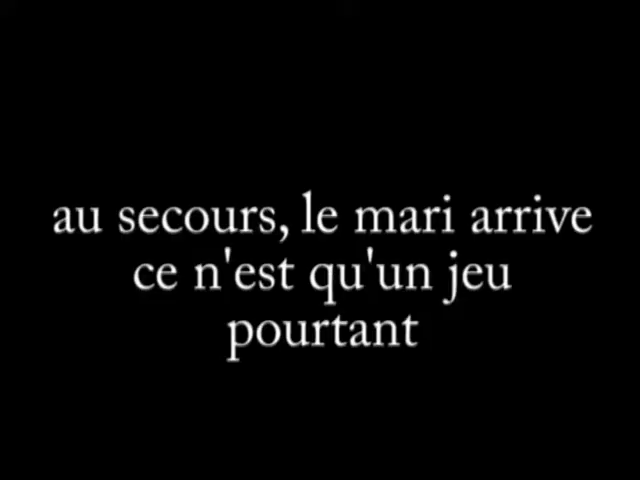 au secours, le mari arrive
ce n'est qu'un jeu
pourtant